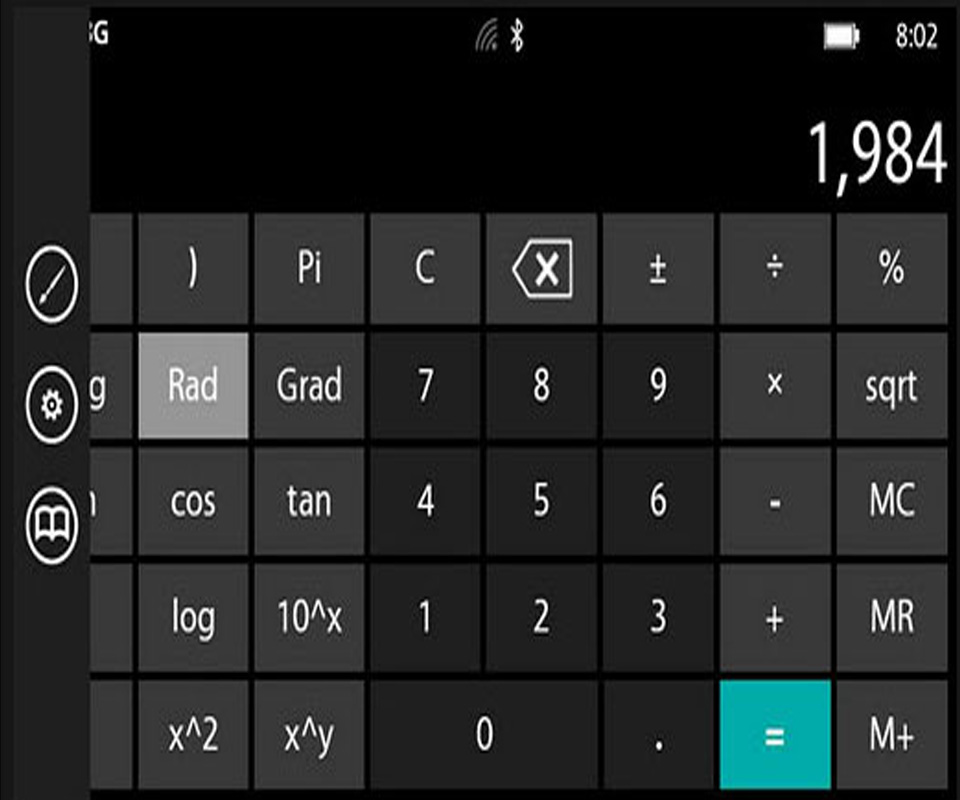 G 8:02
1,984
) Pi C ± ÷ %
Rad Grad 7 8 9 × sqrt
cos tan 4 5 6 - MC
log 10^x 1 2 3 + MR
x^2 x^y 0 . = M+